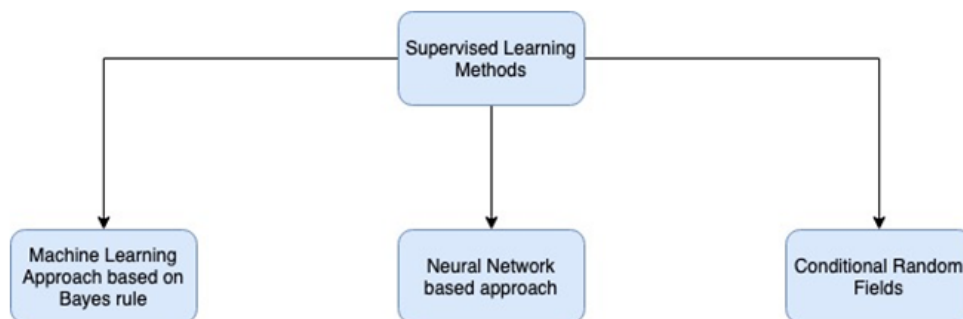 Supervised Learning
Methods
Machine Learning
Approach based on
Bayes rule
Neural Network
based approach
Conditional Random
Fields